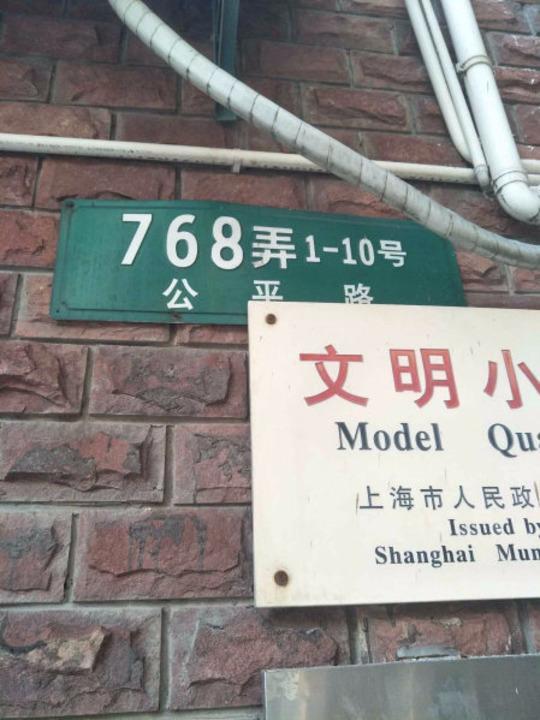 768弄1-10号
公平路
文明小
Model Qua
上海市人民政
Issued by
Shanghai Mun